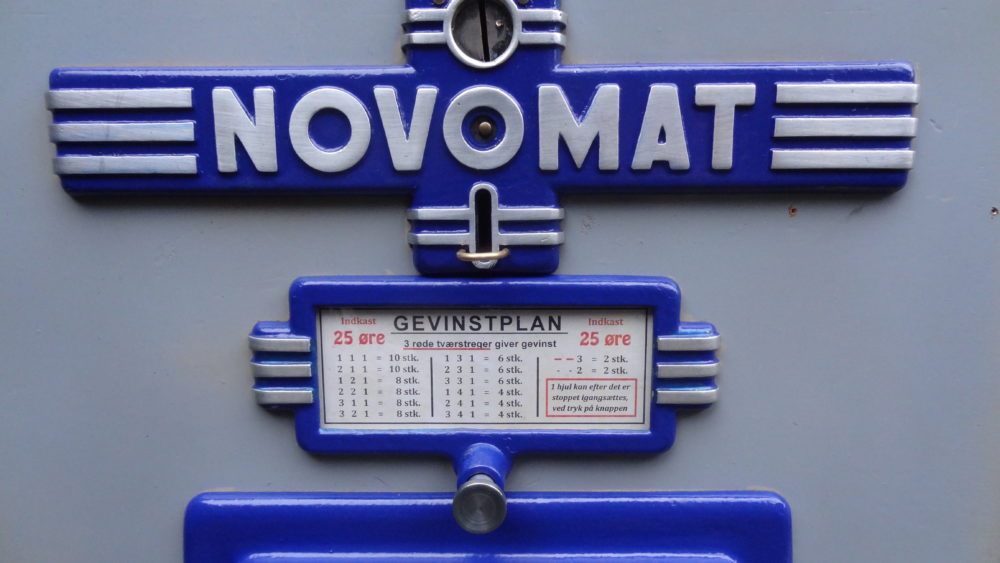 NOVOMAT
Indkast
25 øre
GEVINSTPLAN
3 røde tværstreger giver gevinst
Indkast
25 øre
1 1 1 = 10 stk.
2 1 1 = 10 stk.
1 2 1 = 8 stk.
2 2 1 = 8 stk.
3 1 1 = 8 stk.
3 2 1 = 8 stk.
1 3 1 = 6 stk.
2 3 1 = 6 stk.
3 3 1 = 6 stk.
1 4 1 = 4 stk.
2 4 1 = 4 stk.
3 4 1 = 4 stk.
- - 3 = 2 stk.
- - 2 = 2 stk.
1 hjul kan efter det er
stoppet igangsættes,
ved tryk på knappen